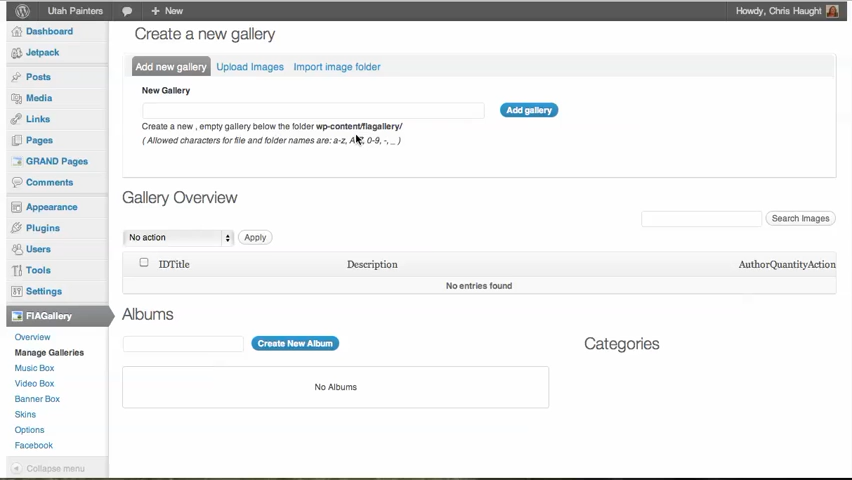 Utah Painters
New
Howdy, Chris Haught
Dashboard
Jetpack
Posts
Media
Links
Pages
GRAND Pages
Comments
Appearance
Plugins
Users
Tools
Settings
FlAGallery
Overview
Manage Galleries
Music Box
Video Box
Banner Box
Skins
Options
Facebook
Collapse menu
Create a new gallery
Add new gallery Upload Images Import image folder
New Gallery
Add gallery
Create a new , empty gallery below the folder wp-content/flagallery/
( Allowed characters for file and folder names are: a-z, 0-9, -, _ )
Gallery Overview
Search Images
No action Apply
IDTitle Description AuthorQuantityAction
No entries found
Albums
Create New Album
Categories
No Albums